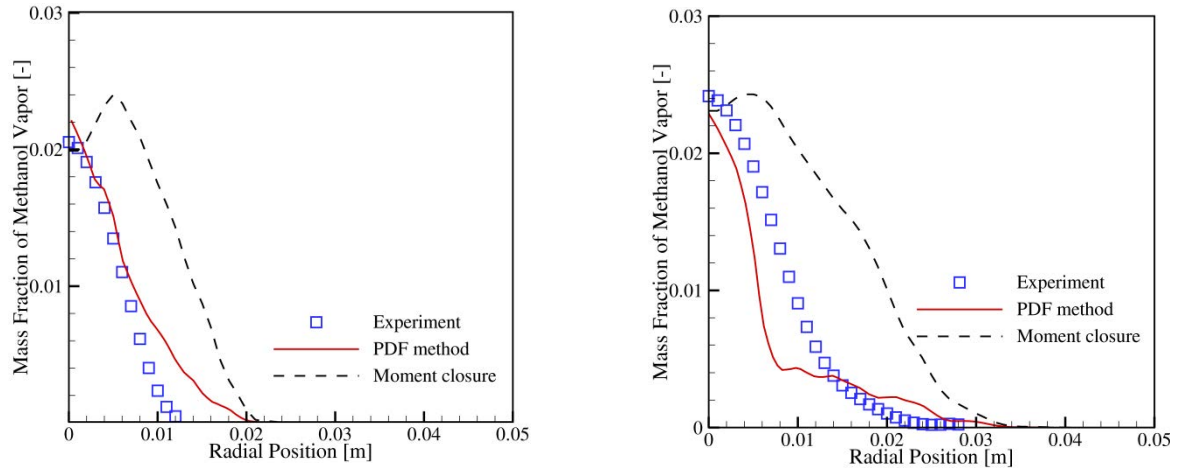 0.03
Mass Fraction of Methanol Vapor [-]
0.02
0.01
Experiment
PDF method
Moment closure
0
0.01
0.02
0.03
0.04
0.05
Radial Position [m]
0.03
Mass Fraction of Methanol Vapor [-]
0.02
0.01
Experiment
PDF method
Moment closure
0
0.01
0.02
0.03
0.04
0.05
Radial Position [m]